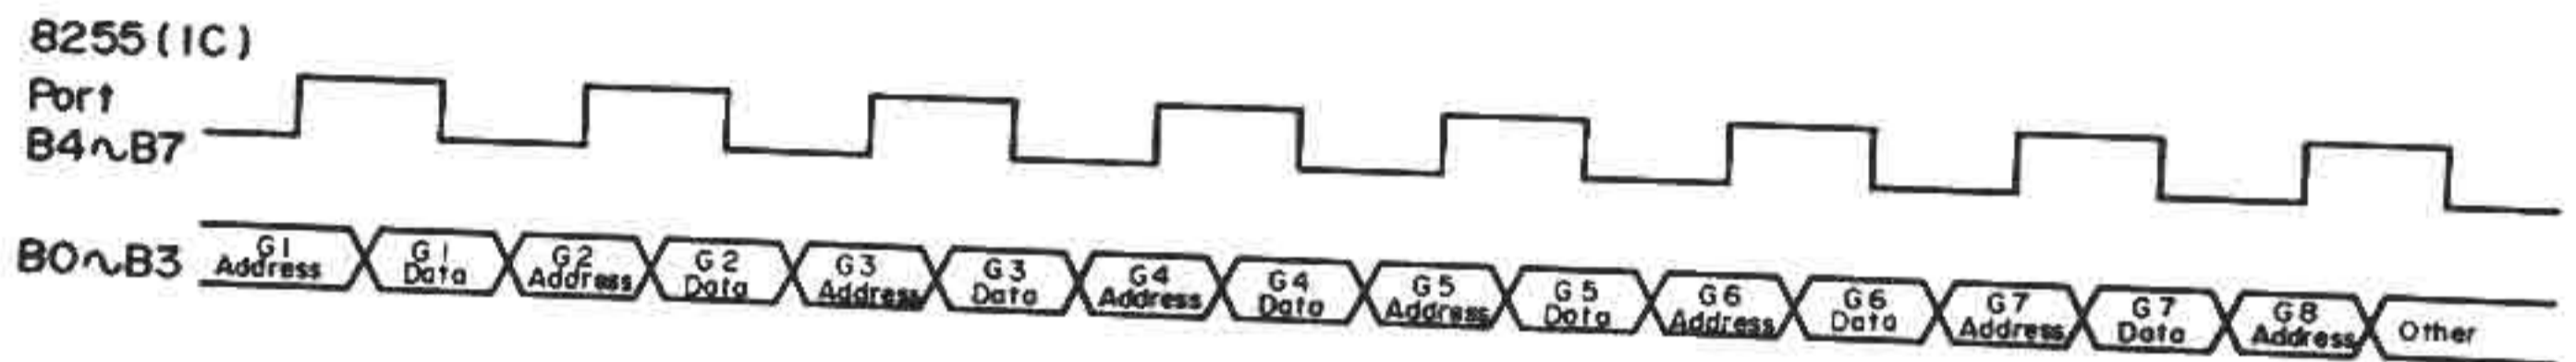 8255(IC)
Port
B4~B7
B0~B3
G1
Address
G1
Data
G2
Address
G2
Data
G3
Address
G3
Data
G4
Address
G4
Data
G5
Address
G5
Data
G6
Address
G6
Data
G7
Address
G7
Data
G8
Address
Other